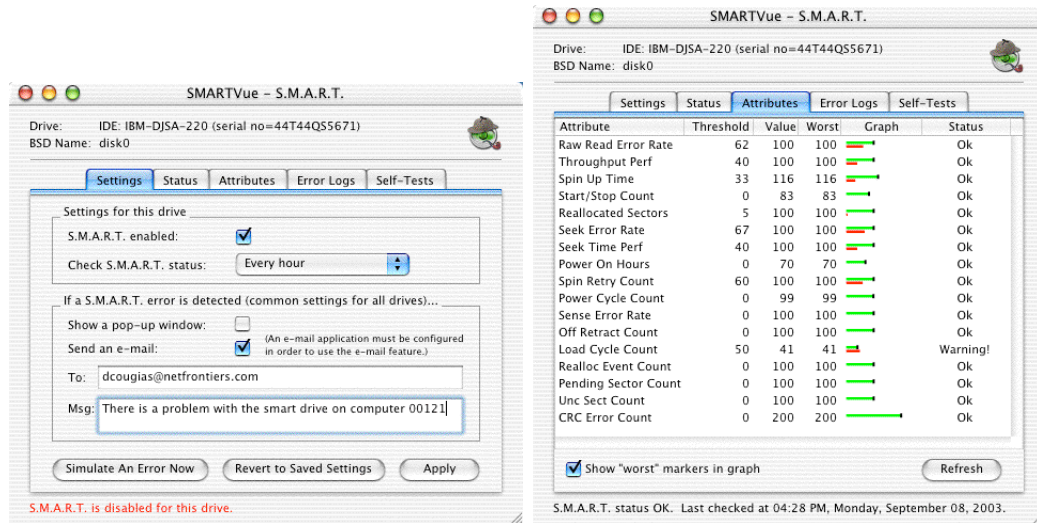 SMARTVue – S.M.A.R.T.
Drive: IDE: IBM-DJSA-220 (serial no=44T44QS5671)
BSD Name: disk0
Settings Status Attributes Error Logs Self-Tests
Settings for this drive
S.M.A.R.T. enabled:
Check S.M.A.R.T. status: Every hour
If a S.M.A.R.T. error is detected (common settings for all drives)...
Show a pop-up window:
Send an e-mail: (An e-mail application must be configured
in order to use the e-mail feature.)
To: dcougias@netfrontiers.com
Msg: There is a problem with the smart drive on computer 00121
Simulate An Error Now Revert to Saved Settings Apply
S.M.A.R.T. is disabled for this drive.
SMARTVue – S.M.A.R.T.
Drive: IDE: IBM-DJSA-220 (serial no=44T44QS5671)
BSD Name: disk0
Settings Status Attributes Error Logs Self-Tests
Attribute Threshold Value Worst Graph Status
Raw Read Error Rate 62 100 100 Ok
Throughput Perf 40 100 100 Ok
Spin Up Time 33 116 116 Ok
Start/Stop Count 0 83 83 Ok
Reallocated Sectors 5 100 100 Ok
Seek Error Rate 67 100 100 Ok
Seek Time Perf 40 100 100 Ok
Power On Hours 0 70 70 Ok
Spin Retry Count 60 100 100 Ok
Power Cycle Count 0 99 99 Ok
Sense Error Rate 0 100 100 Ok
Off Retract Count 0 100 100 Ok
Load Cycle Count 50 41 41 Warning!
Realloc Event Count 0 100 100 Ok
Pending Sector Count 0 100 100 Ok
Unc Sect Count 0 100 100 Ok
CRC Error Count 0 200 200 Ok
Show "worst" markers in graph Refresh
S.M.A.R.T. status OK. Last checked at 04:28 PM, Monday, September 08, 2003.